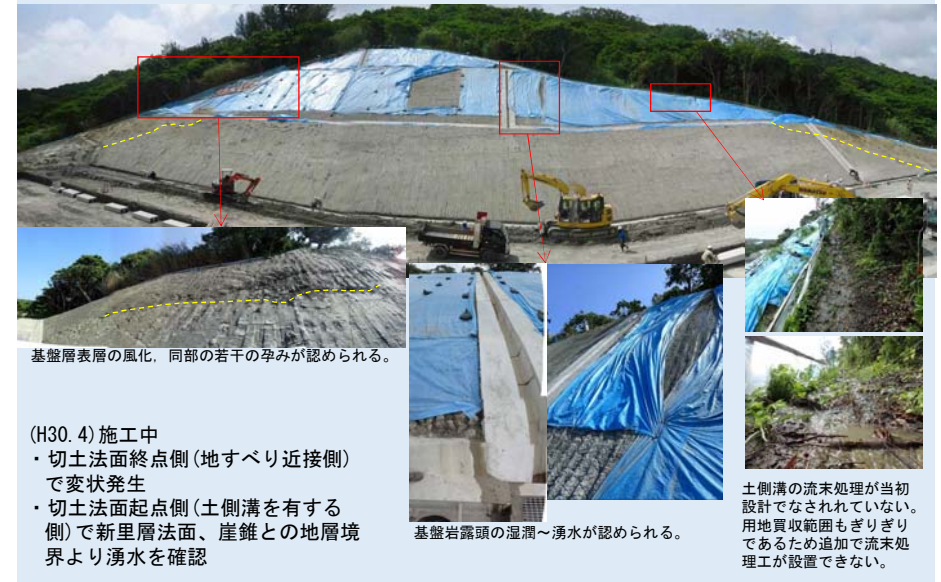 基盤層表層の風化，同部の若干の孕みが認められる。
(H30.4)施工中
・切土法面終点側(地すべり近接側)
で変状発生
・切土法面起点側(土側溝を有する
側)で新里層法面、崖錐との地層境
界より湧水を確認
基盤岩露頭の湿潤～湧水が認められる。
土側溝の流末処理が当初
設計でなされれていない。
用地買収範囲もぎりぎり
であるため追加で流末処
理工が設置できない。